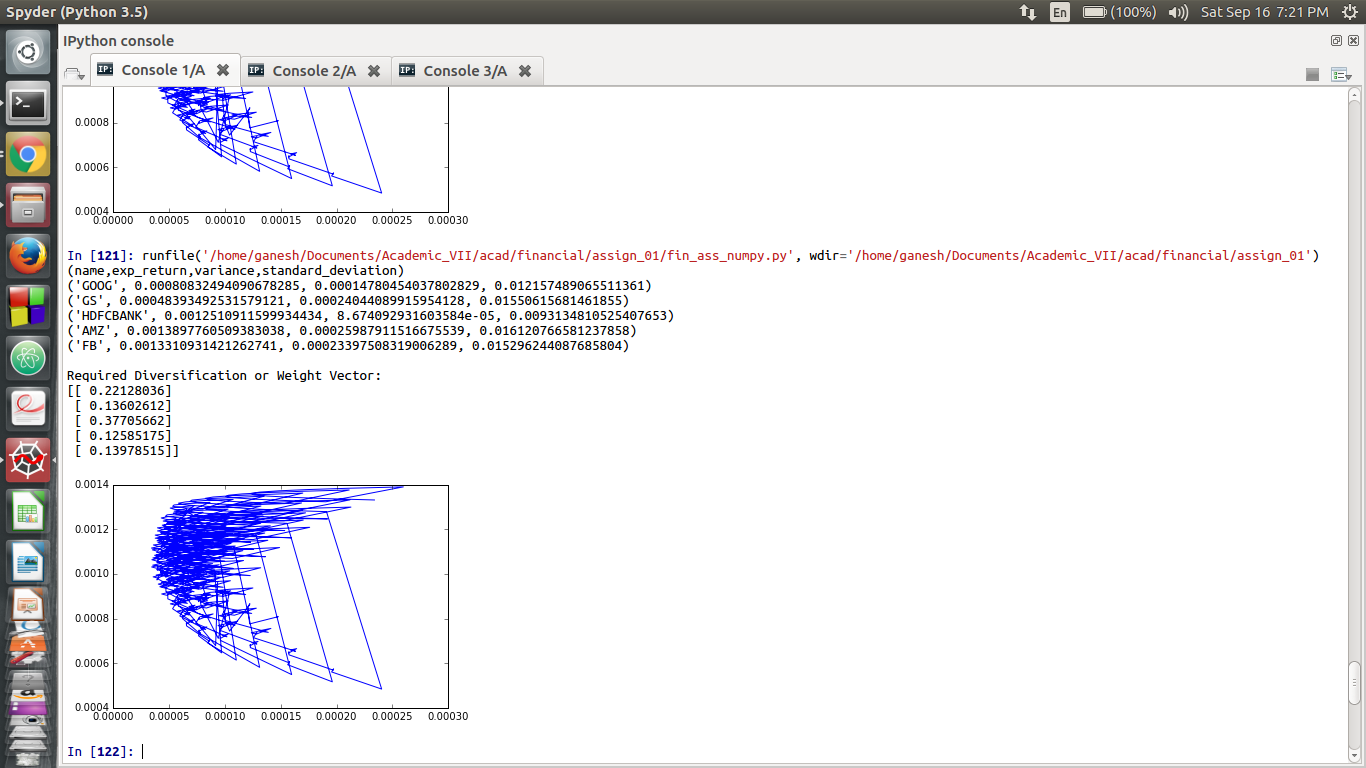 Spyder (Python 3.5)
En (100%) Sat Sep 16 7:21 PM
IPython console
IP: Console 1/A IP: Console 2/A IP: Console 3/A
0.0008
0.0006
0.0004
0.00000 0.00005 0.00010 0.00015 0.00020 0.00025 0.00030
In [121]: runfile('/home/ganesh/Documents/Academic_VII/acad/financial/assign_01/fin_ass_numpy.py', wdir='/home/ganesh/Documents/Academic_VII/acad/financial/assign_01')
(name,exp_return,variance,standard_deviation)
('GOOG', 0.00080832494090678285, 0.00014780454037802829, 0.012157489065511361)
('GS', 0.00048393492531579121, 0.00024044089915954128, 0.01550615681461855)
('HDFCBANK', 0.0012510911599934434, 8.674092931603584e-05, 0.0093134810525407653)
('AMZ', 0.0013897760509383038, 0.00025987911516675539, 0.016120766581237858)
('FB', 0.0013310931421262741, 0.00023397508319006289, 0.015296244087685804)
Required Diversification or Weight Vector:
[[ 0.22128036]
[ 0.13602612]
[ 0.37705662]
[ 0.12585175]
[ 0.13978515]]
0.0014
0.0012
0.0010
0.0008
0.0006
0.0004
0.00000 0.00005 0.00010 0.00015 0.00020 0.00025 0.00030
In [122]: